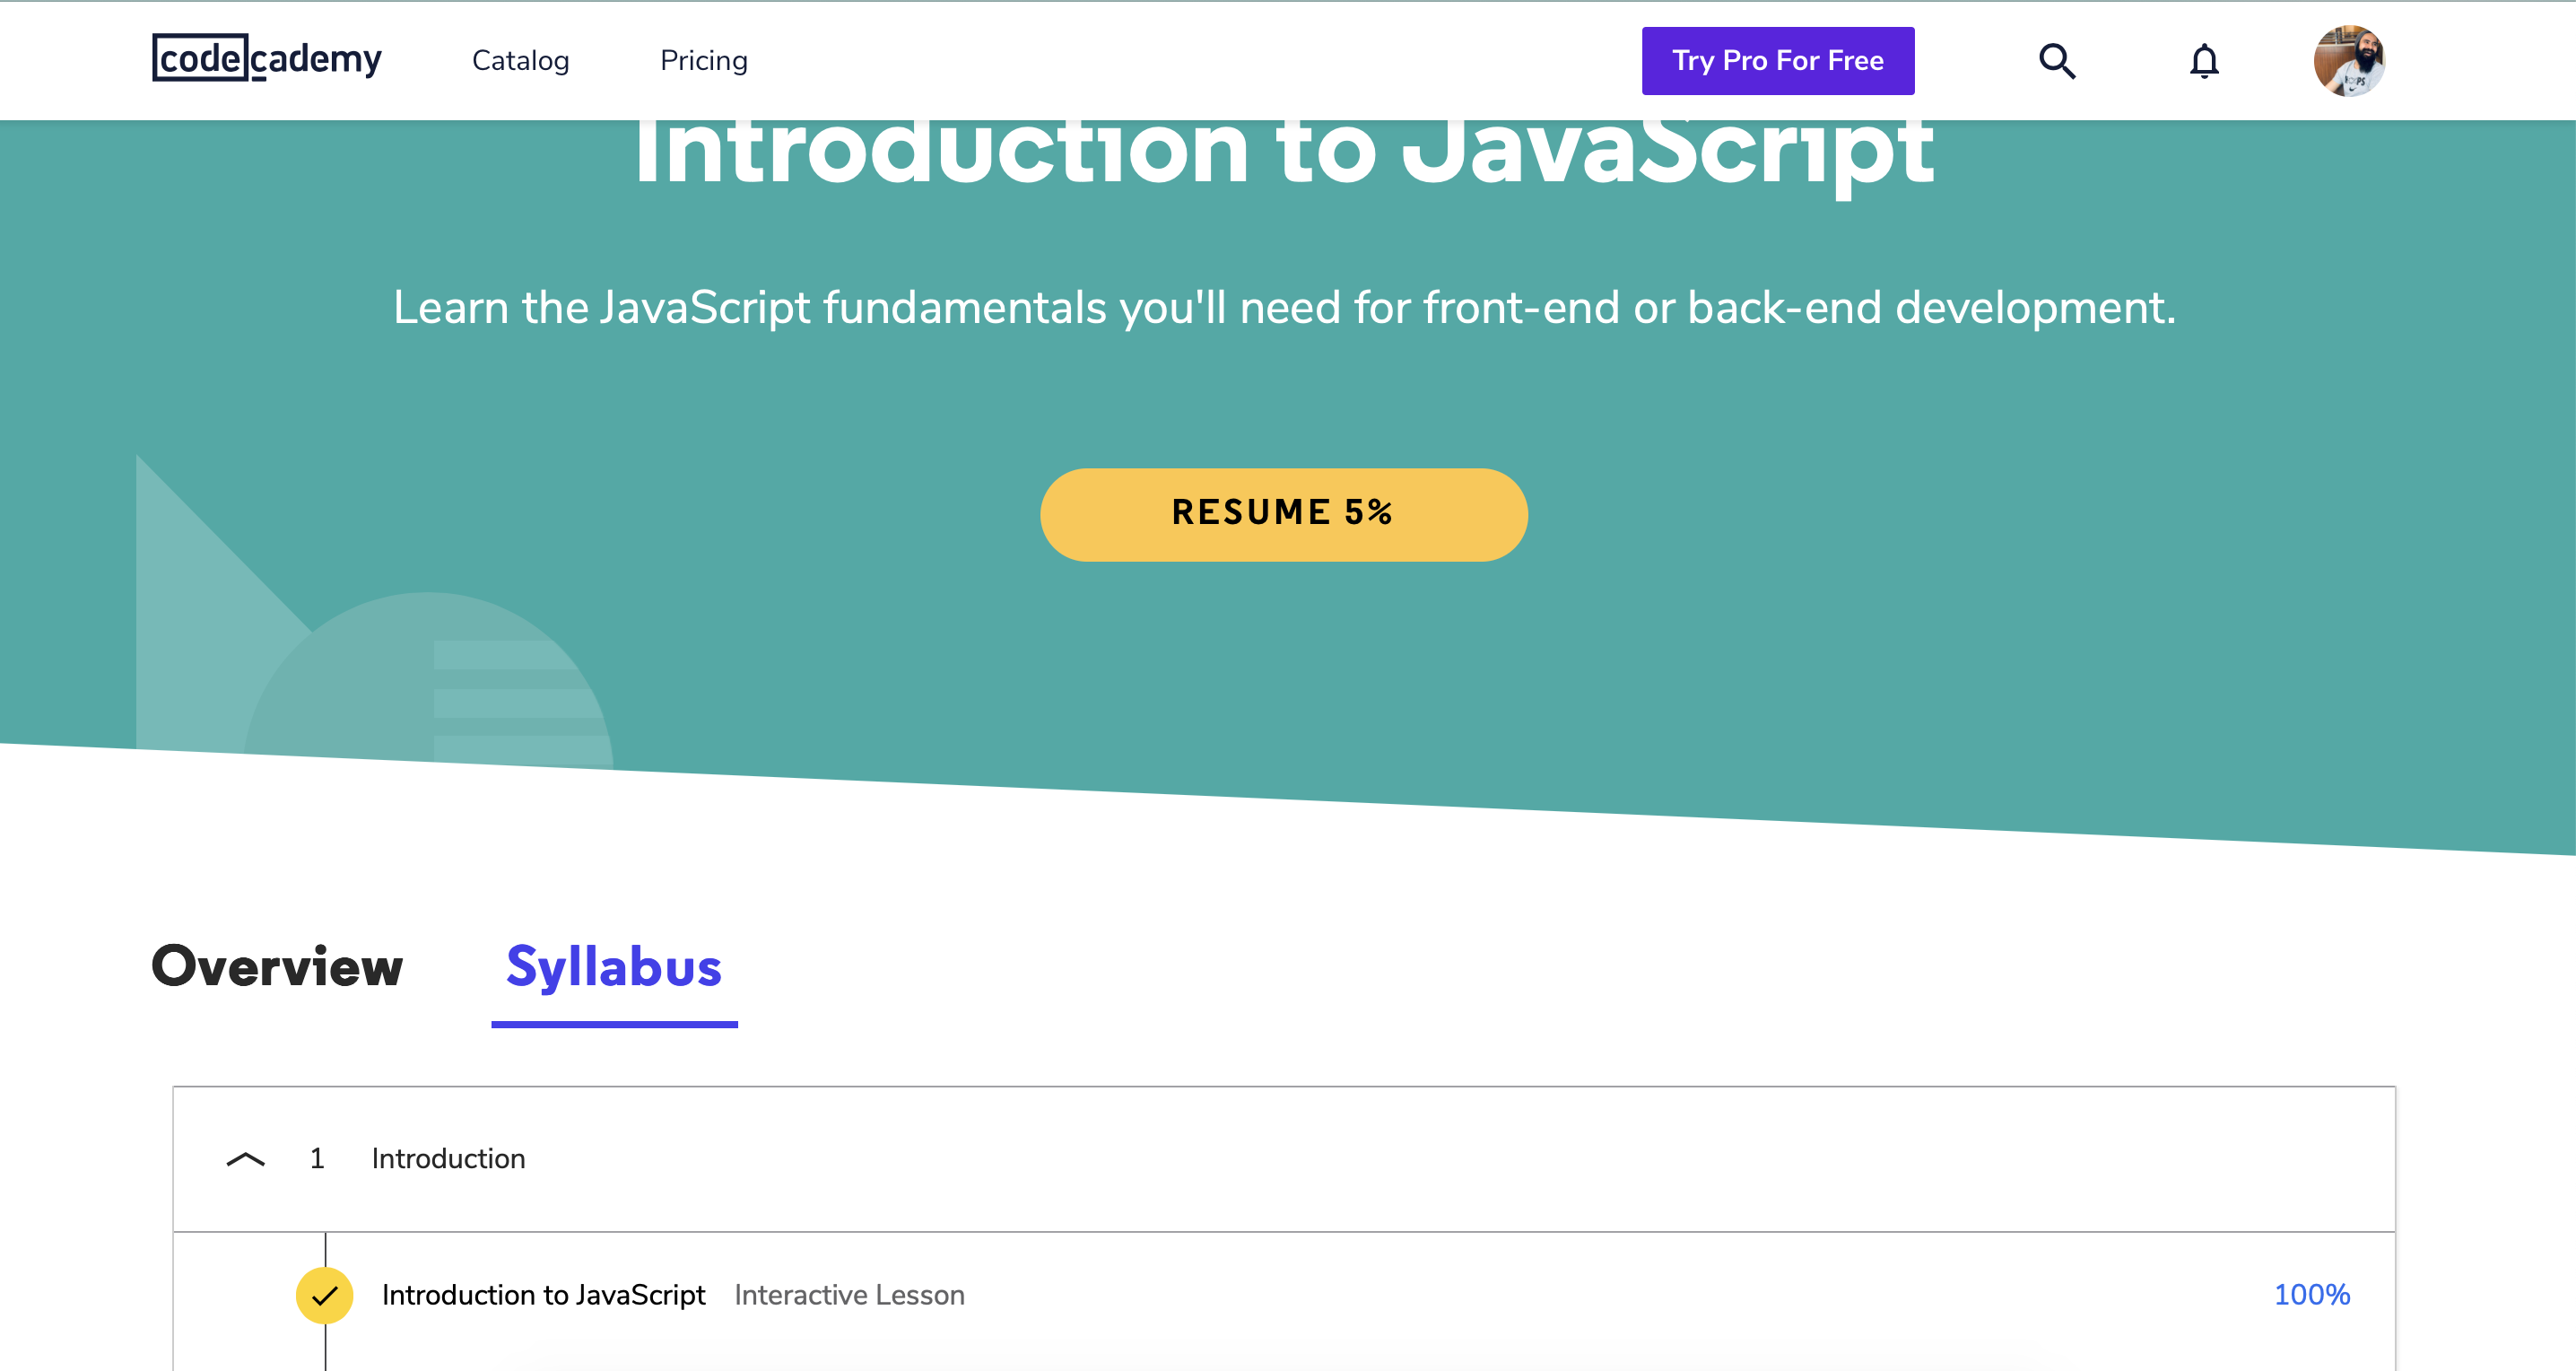 codecademy
Catalog
Pricing
Try Pro For Free
Introduction to JavaScript
Learn the JavaScript fundamentals you'll need for front-end or back-end development.
RESUME 5%
Overview
Syllabus
1 Introduction
Introduction to JavaScript Interactive Lesson 100%